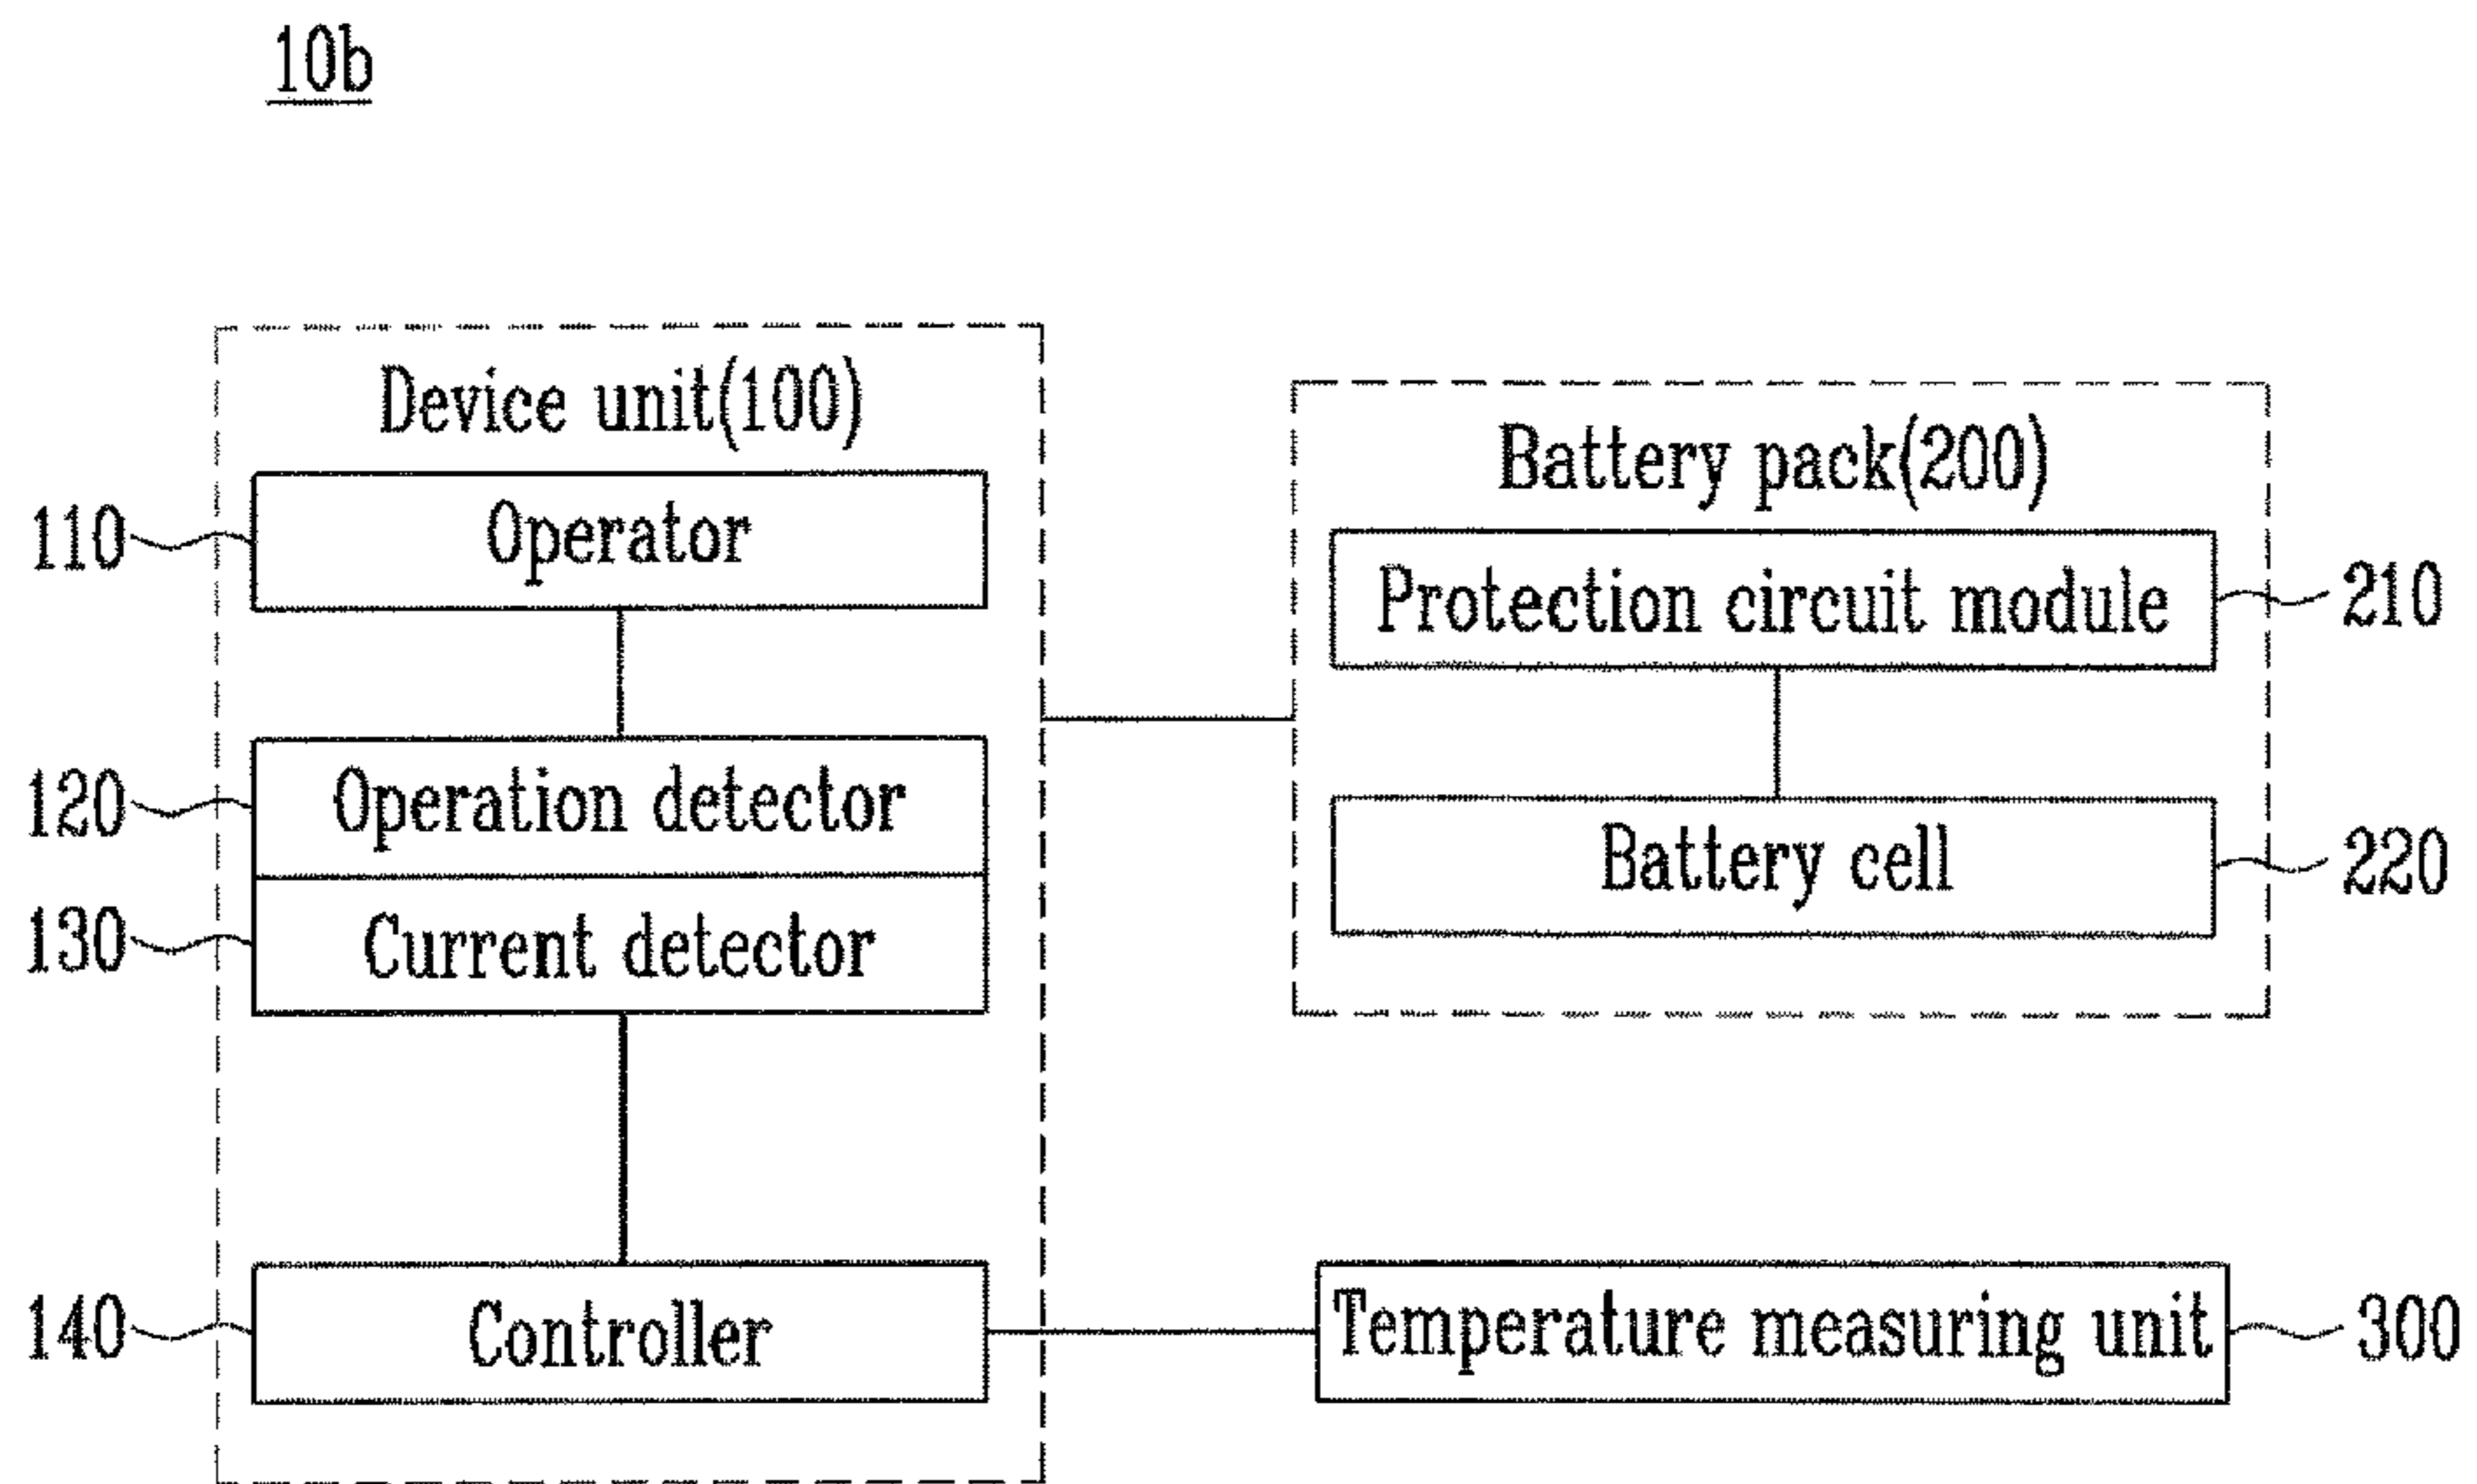 10b
Device unit(100)
110
Operator
120
Operation detector
130
Current detector
140
Controller
Battery pack(200)
Protection circuit module
210
Battery cell
220
Temperature measuring unit
300